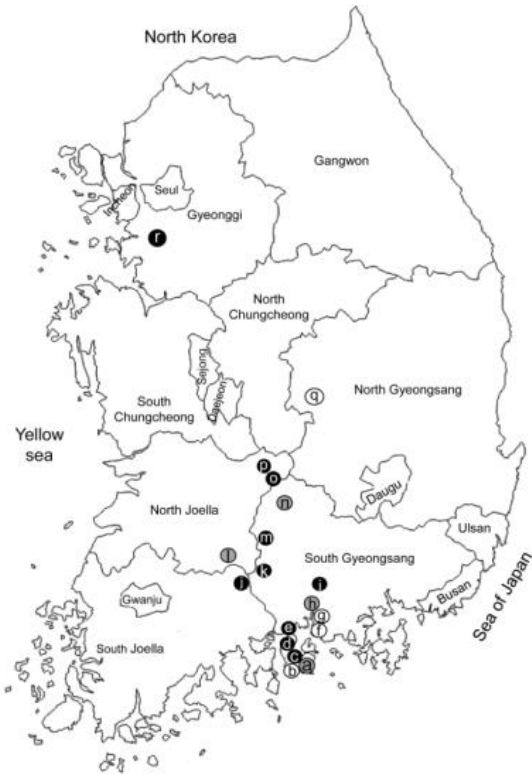 North Korea
Gangwon
Incheon
Seul
Gyeonggi
r
North
Chungcheong
Sejong
Daejeon
South
Chungcheong
q
North Gyeongsang
Yellow
sea
p
o
n
Daugu
North Joella
m
Ulsan
l
k
South Gyeongsang
j
i
Busan
Sea of Japan
Gwanju
h
g
f
e
South Joella
d
c
a
b